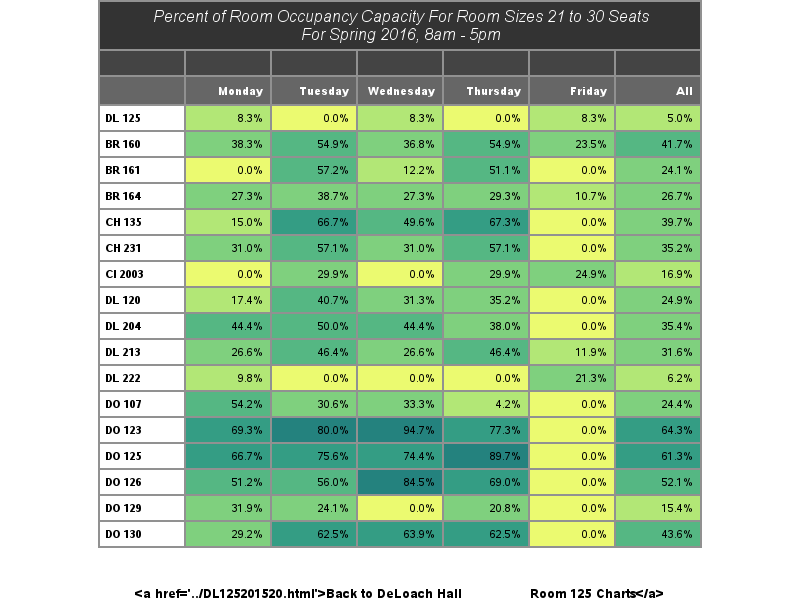 Percent of Room Occupancy Capacity For Room Sizes 21 to 30 Seats
For Spring 2016, 8am - 5pm
Monday Tuesday Wednesday Thursday Friday All
DL 125 8.3% 0.0% 8.3% 0.0% 8.3% 5.0%
BR 160 38.3% 54.9% 36.8% 54.9% 23.5% 41.7%
BR 161 0.0% 57.2% 12.2% 51.1% 0.0% 24.1%
BR 164 27.3% 38.7% 27.3% 29.3% 10.7% 26.7%
CH 135 15.0% 66.7% 49.6% 67.3% 0.0% 39.7%
CH 231 31.0% 57.1% 31.0% 57.1% 0.0% 35.2%
CI 2003 0.0% 29.9% 0.0% 29.9% 24.9% 16.9%
DL 120 17.4% 40.7% 31.3% 35.2% 0.0% 24.9%
DL 204 44.4% 50.0% 44.4% 38.0% 0.0% 35.4%
DL 213 26.6% 46.4% 26.6% 46.4% 11.9% 31.6%
DL 222 9.8% 0.0% 0.0% 0.0% 21.3% 6.2%
DO 107 54.2% 30.6% 33.3% 4.2% 0.0% 24.4%
DO 123 69.3% 80.0% 94.7% 77.3% 0.0% 64.3%
DO 125 66.7% 75.6% 74.4% 89.7% 0.0% 61.3%
DO 126 51.2% 56.0% 84.5% 69.0% 0.0% 52.1%
DO 129 31.9% 24.1% 0.0% 20.8% 0.0% 15.4%
DO 130 29.2% 62.5% 63.9% 62.5% 0.0% 43.6%
<a href='../DL125201520.html'>Back to DeLoach Hall Room 125 Charts</a>